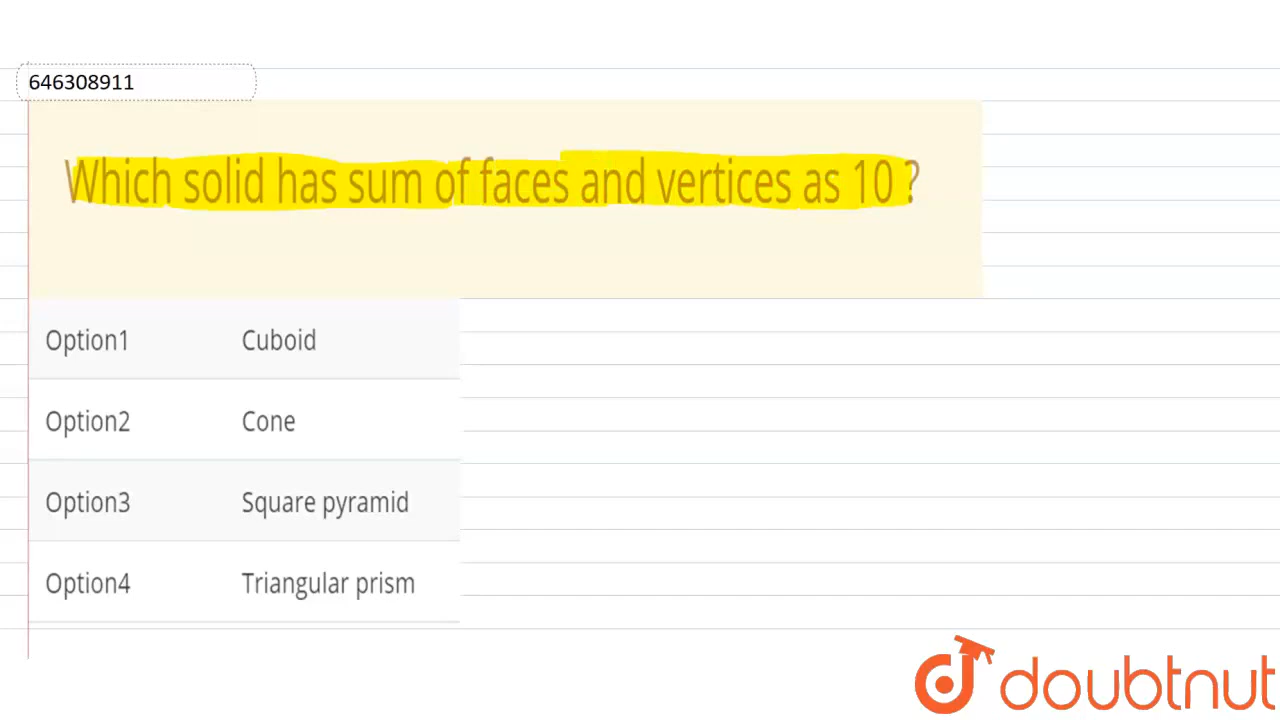 646308911
Which solid has sum of faces and vertices as 10 ?
Option1 Cuboid
Option2 Cone
Option3 Square pyramid
Option4 Triangular prism
doubtnut